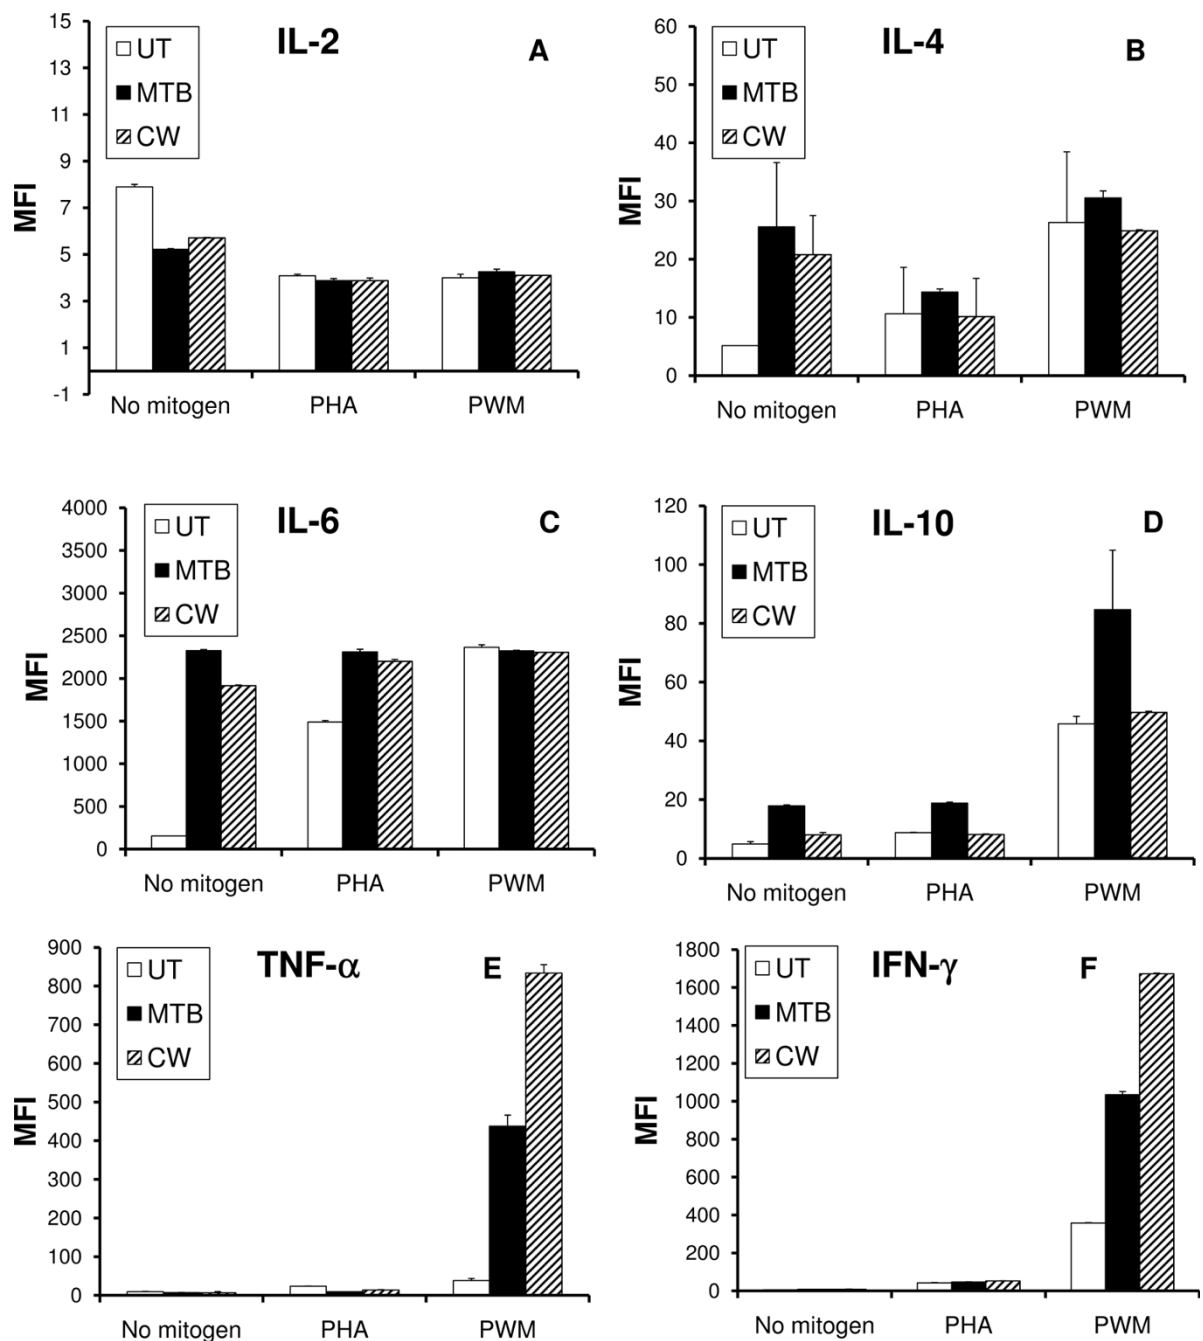 IL-2
A
UT
MTB
CW
MFI
15
13
11
9
7
5
3
1
-1
No mitogen PHA PWM
IL-4
B
UT
MTB
CW
MFI
60
50
40
30
20
10
0
No mitogen PHA PWM
IL-6
C
UT
MTB
CW
MFI
4000
3500
3000
2500
2000
1500
1000
500
0
No mitogen PHA PWM
IL-10
D
UT
MTB
CW
MFI
120
100
80
60
40
20
0
No mitogen PHA PWM
TNF-α
E
UT
MTB
CW
MFI
900
800
700
600
500
400
300
200
100
0
No mitogen PHA PWM
IFN-γ
F
UT
MTB
CW
MFI
1800
1600
1400
1200
1000
800
600
400
200
0
No mitogen PHA PWM